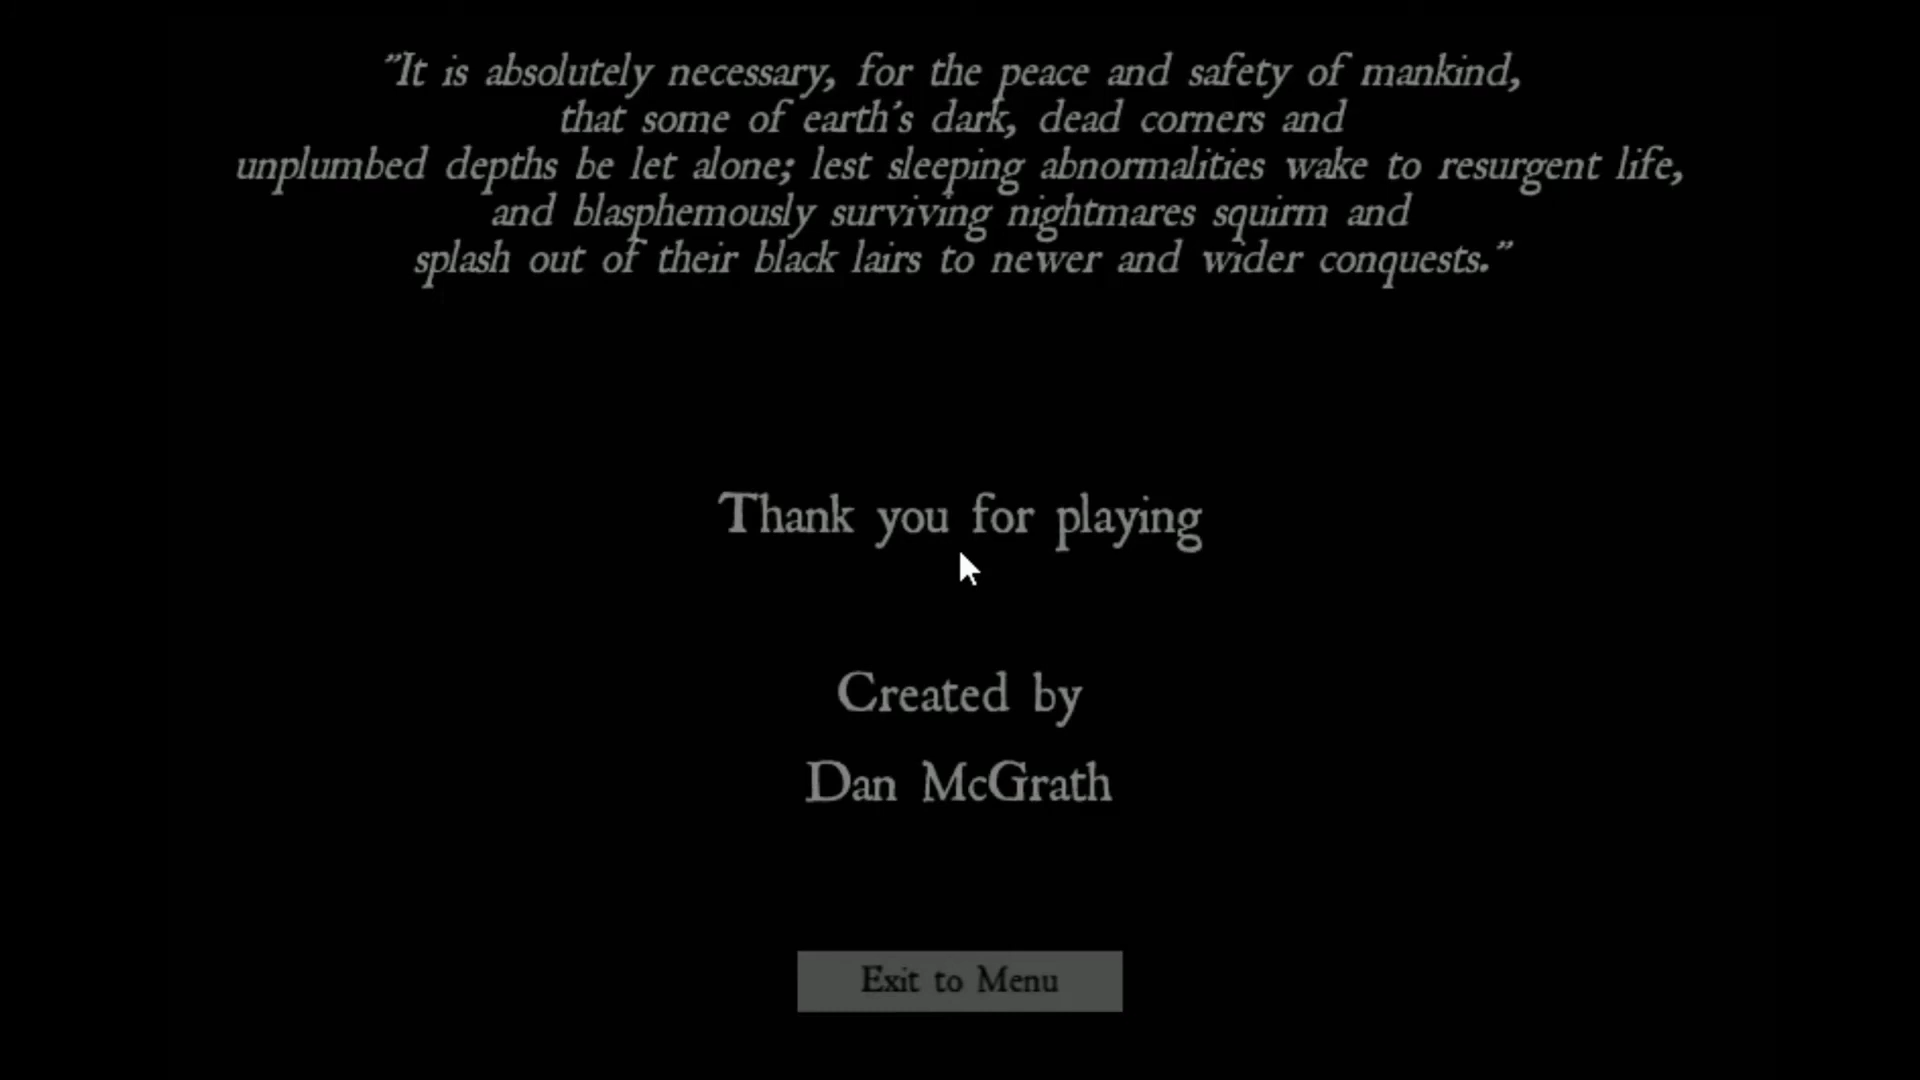 "It is absolutely necessary, for the peace and safety of mankind,
that some of earth's dark, dead corners and
unplumbed depths be let alone; lest sleeping abnormalities wake to resurgent life,
and blasphemously surviving nightmares squirm and
splash out of their black lairs to newer and wider conquests."
Thank you for playing
Created by
Dan McGrath
Exit to Menu